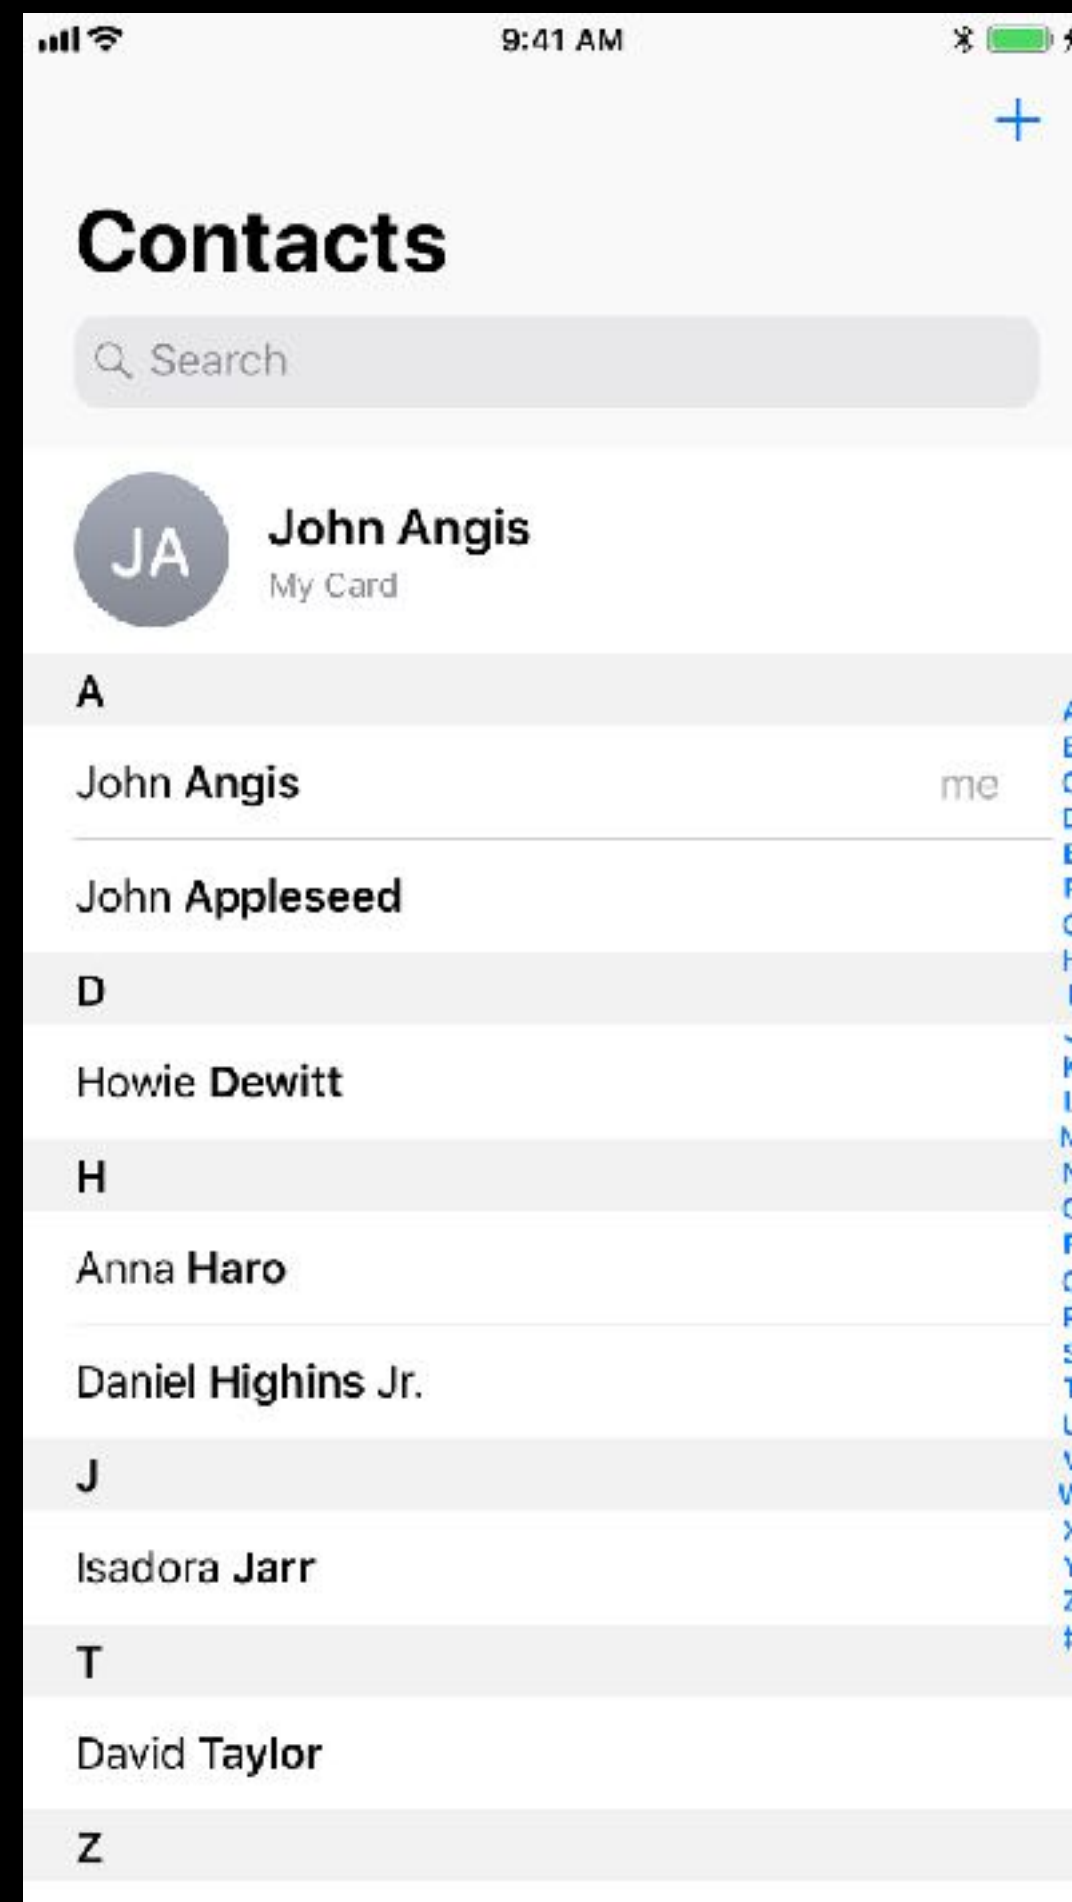 9:41 AM
Contacts
Search
JA
John Angis
My Card
A
John Angis me
John Appleseed
D
Howie Dewitt
H
Anna Haro
Daniel Highins Jr.
J
Isadora Jarr
T
David Taylor
Z